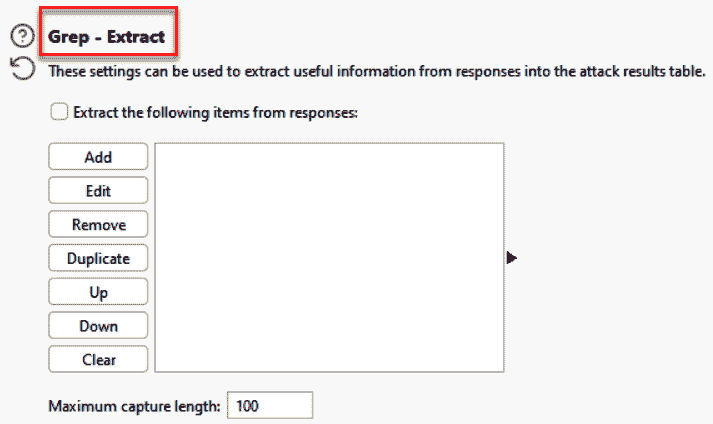 Grep - Extract
These settings can be used to extract useful information from responses into the attack results table.
Extract the following items from responses:
Add
Edit
Remove
Duplicate
Up
Down
Clear
Maximum capture length: 100